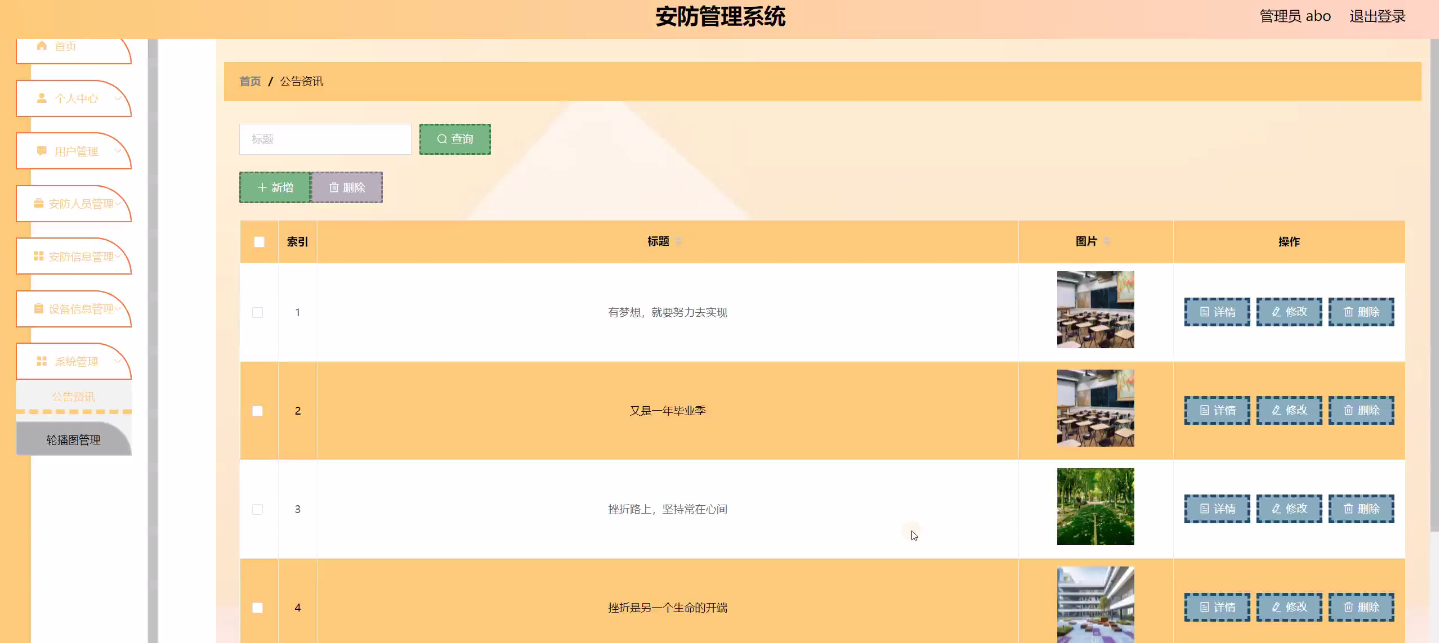 安防管理系统
管理员 abo 退出登录
首页
个人中心
用户管理
安防人员管理
安防信息管理
设备信息管理
系统管理
公告资讯
轮播图管理
首页 / 公告资讯
标题 查询
新增 删除
索引 标题 图片 操作
1 有梦想，就要努力去实现 详情 修改 删除
2 又是一年毕业季 详情 修改 删除
3 挫折路上，坚持常在心间 详情 修改 删除
4 挫折是另一个生命的开端 详情 修改 删除